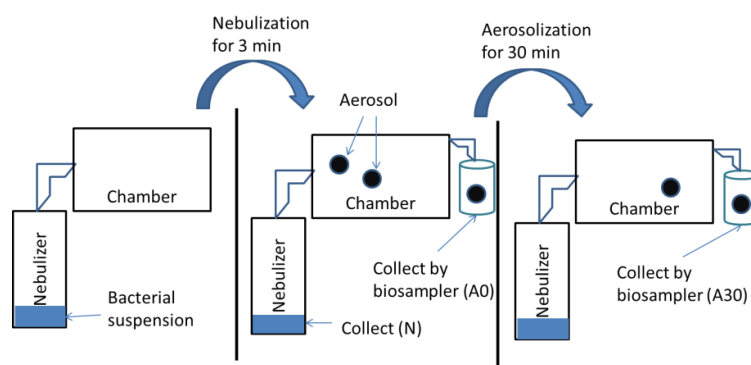 Nebulization
for 3 min
Aerosolization
for 30 min
Chamber
Nebulizer
Bacterial
suspension
Aerosol
Chamber
Nebulizer
Collect by
biosampler (A0)
Collect (N)
Chamber
Nebulizer
Collect by
biosampler (A30)